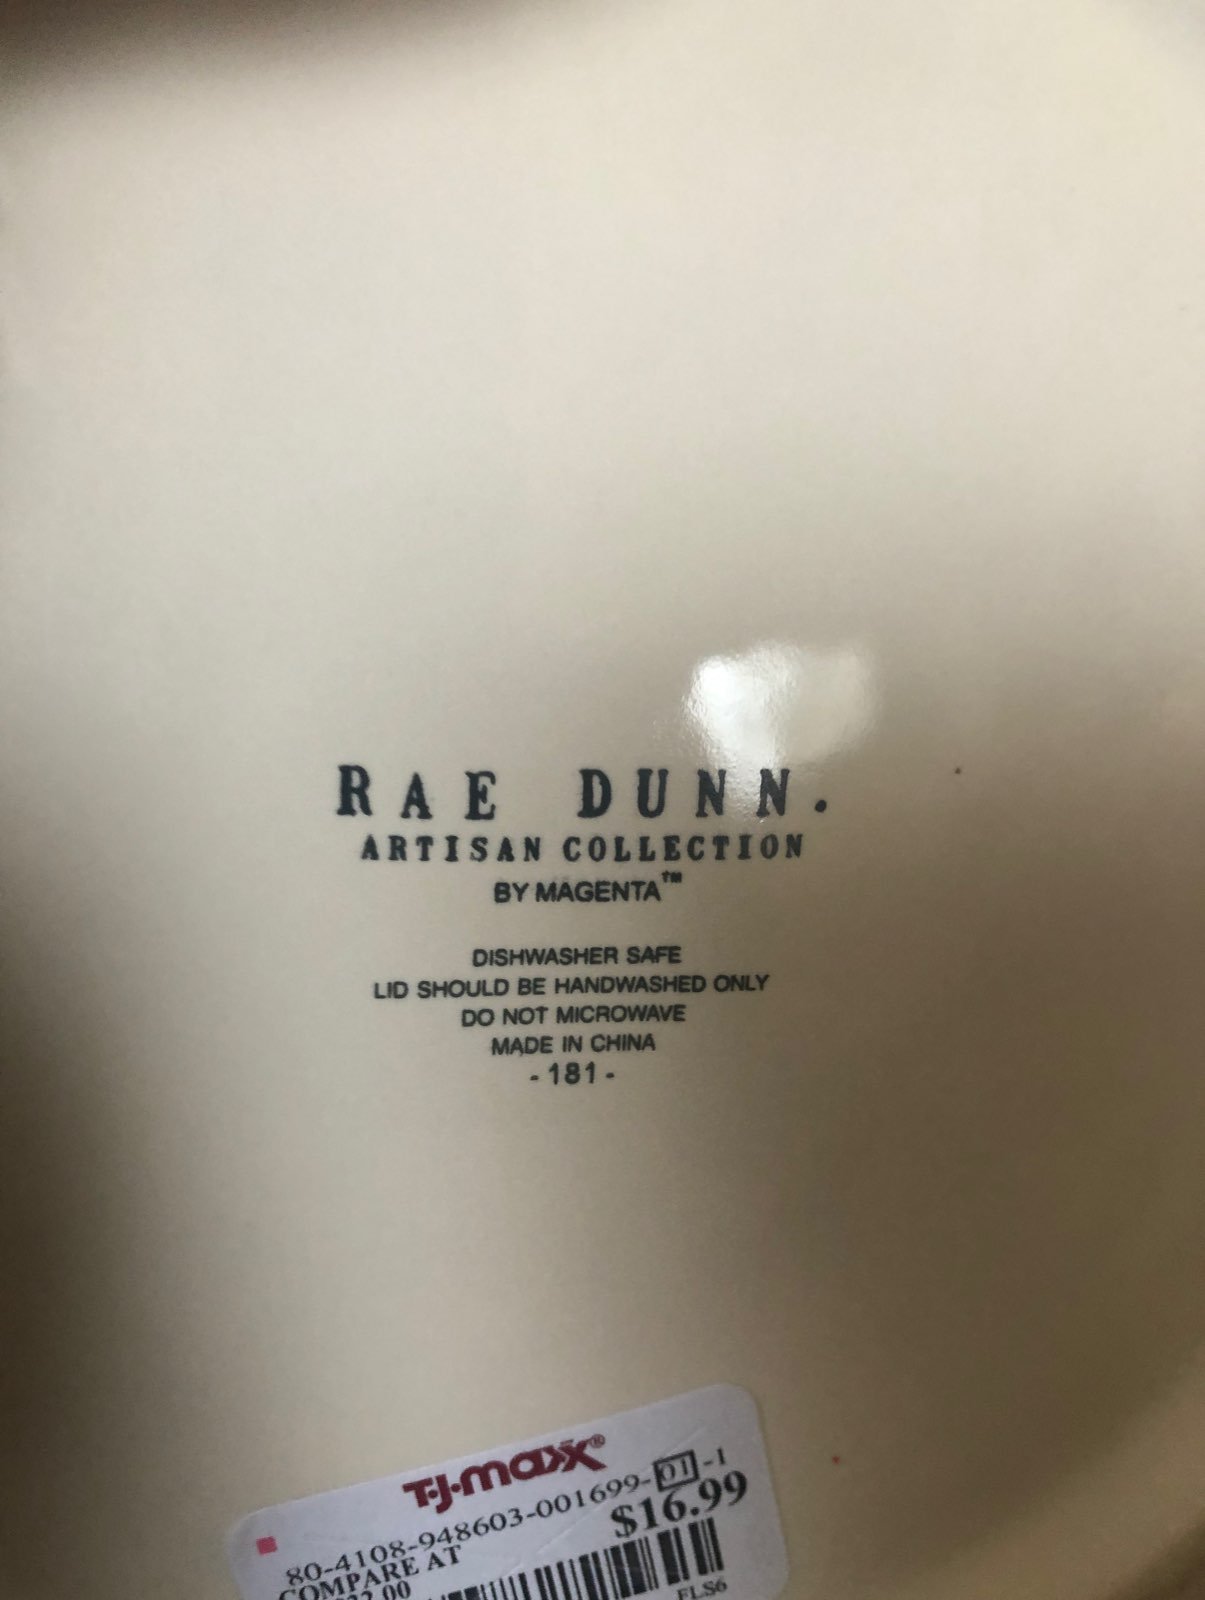 RAE DUNN.
ARTISAN COLLECTION
BY MAGENTA™
DISHWASHER SAFE
LID SHOULD BE HANDWASHED ONLY
DO NOT MICROWAVE
MADE IN CHINA
- 181 -
T·J·maxx®
80-4108-948603-001699-01-1
$16.99
COMPARE AT
FLS6